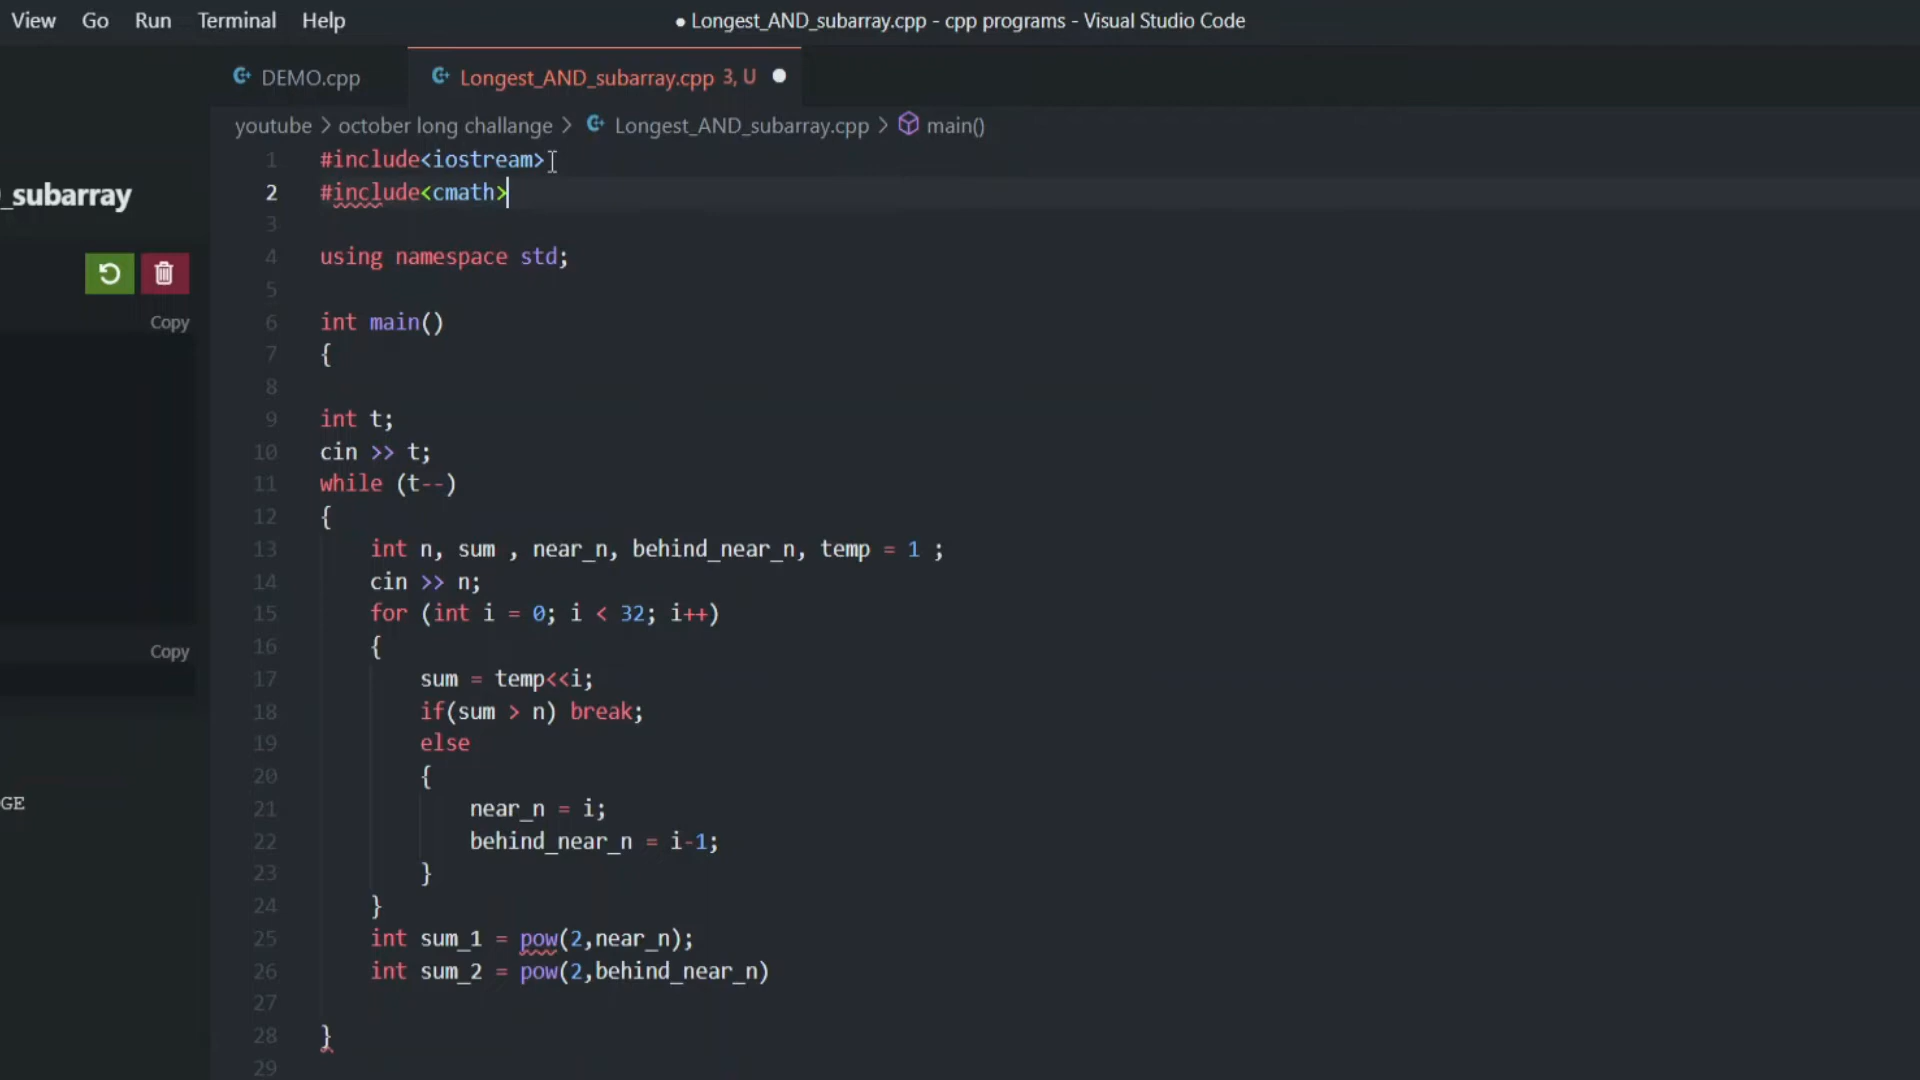 View Go Run Terminal Help ● Longest_AND_subarray.cpp - cpp programs - Visual Studio Code
DEMO.cpp Longest_AND_subarray.cpp 3, U
youtube > october long challange > Longest_AND_subarray.cpp > main()
_subarray
Copy
Copy
GE
1 #include<iostream>
2 #include<cmath>
3
4 using namespace std;
5
6 int main()
7 {
8
9 int t;
10 cin >> t;
11 while (t--)
12 {
13 int n, sum , near_n, behind_near_n, temp = 1 ;
14 cin >> n;
15 for (int i = 0; i < 32; i++)
16 {
17 sum = temp<<i;
18 if(sum > n) break;
19 else
20 {
21 near_n = i;
22 behind_near_n = i-1;
23 }
24 }
25 int sum_1 = pow(2,near_n);
26 int sum_2 = pow(2,behind_near_n)
27
28 }
29